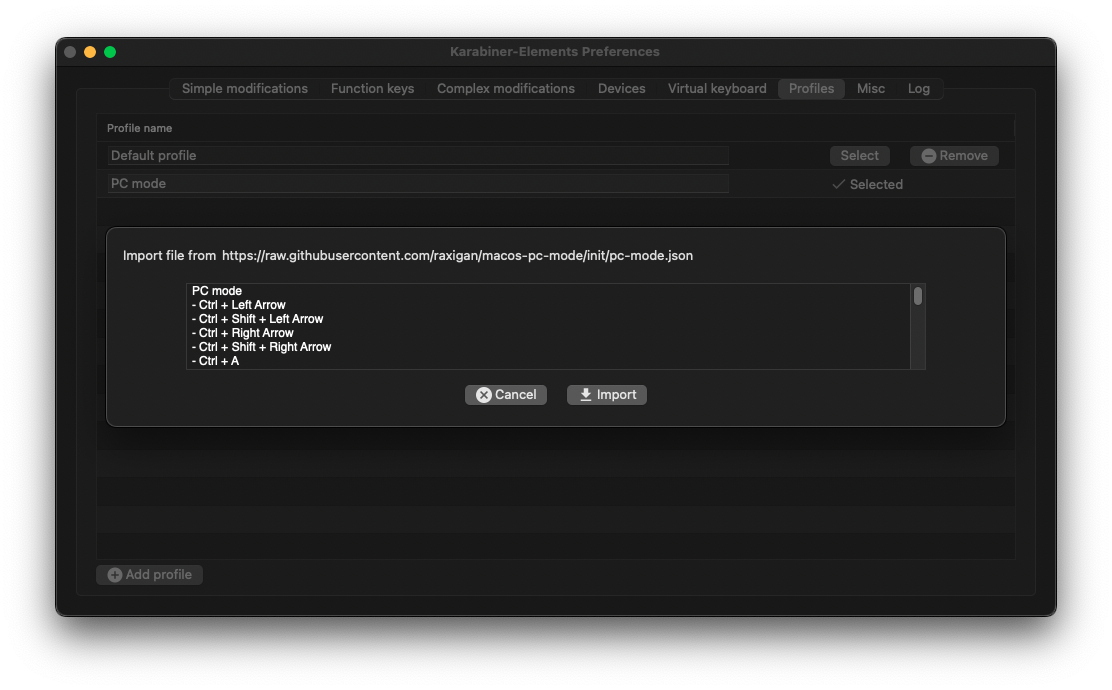 Karabiner-Elements Preferences
Simple modifications Function keys Complex modifications Devices Virtual keyboard Profiles Misc Log
Profile name
Default profile Select Remove
PC mode Selected
Import file from https://raw.githubusercontent.com/raxigan/macos-pc-mode/init/pc-mode.json
PC mode
- Ctrl + Left Arrow
- Ctrl + Shift + Left Arrow
- Ctrl + Right Arrow
- Ctrl + Shift + Right Arrow
- Ctrl + A
Cancel Import
Add profile